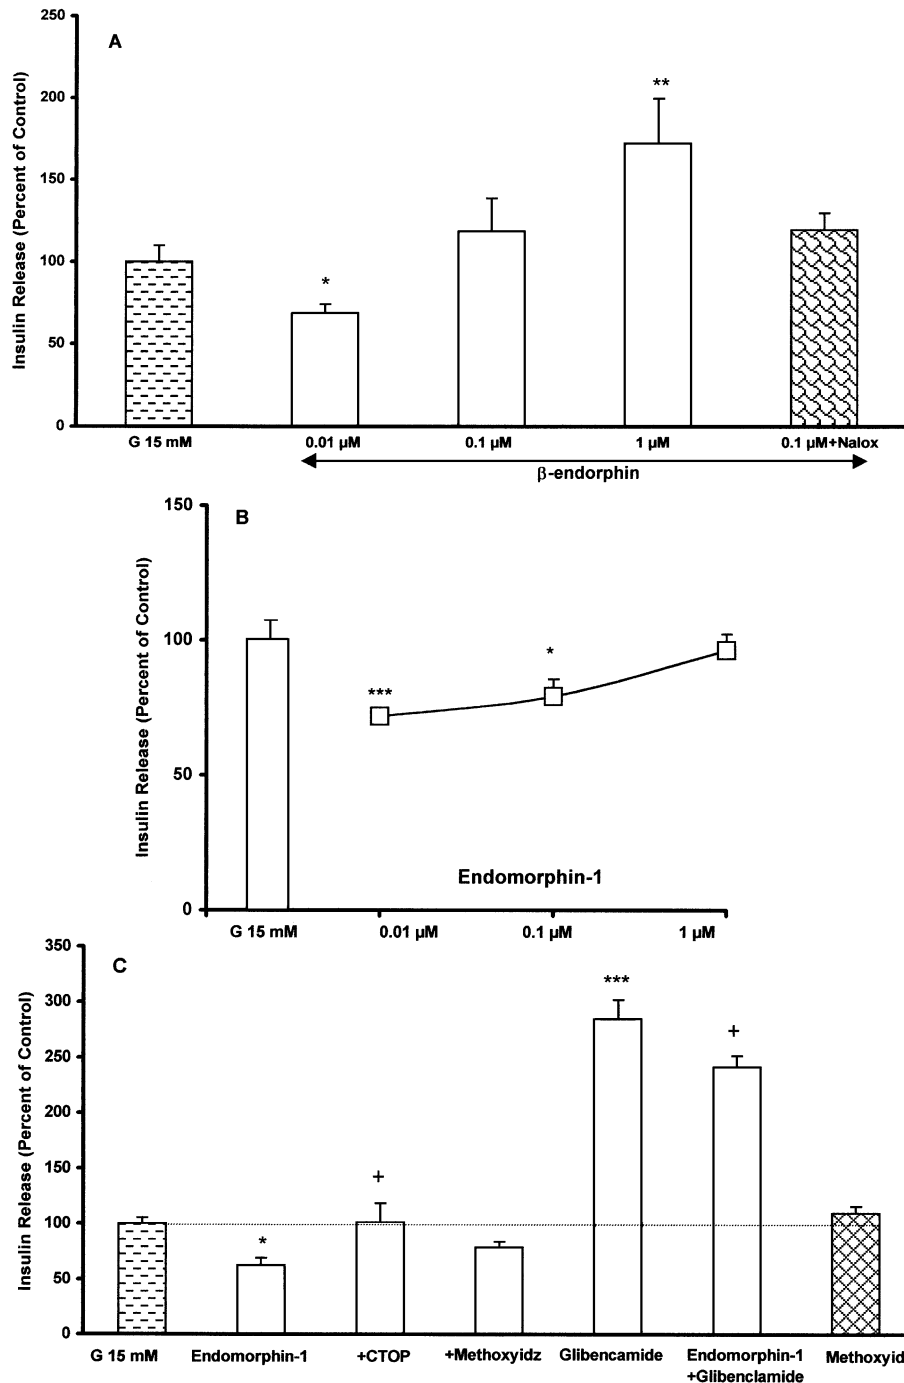 A
Insulin Release (Percent of Control)
250
200
150
100
50
0
*
**
G 15 mM 0.01 µM 0.1 µM 1 µM 0.1 µM+Nalox
β-endorphin
B
Insulin Release (Percent of Control)
150
100
50
0
***
*
Endomorphin-1
G 15 mM 0.01 µM 0.1 µM 1 µM
C
Insulin Release (Percent of Control)
350
300
250
200
150
100
50
0
*
+
***
+
G 15 mM Endomorphin-1 +CTOP +Methoxyidz Glibencamide Endomorphin-1 Methoxyid
+Glibenclamide